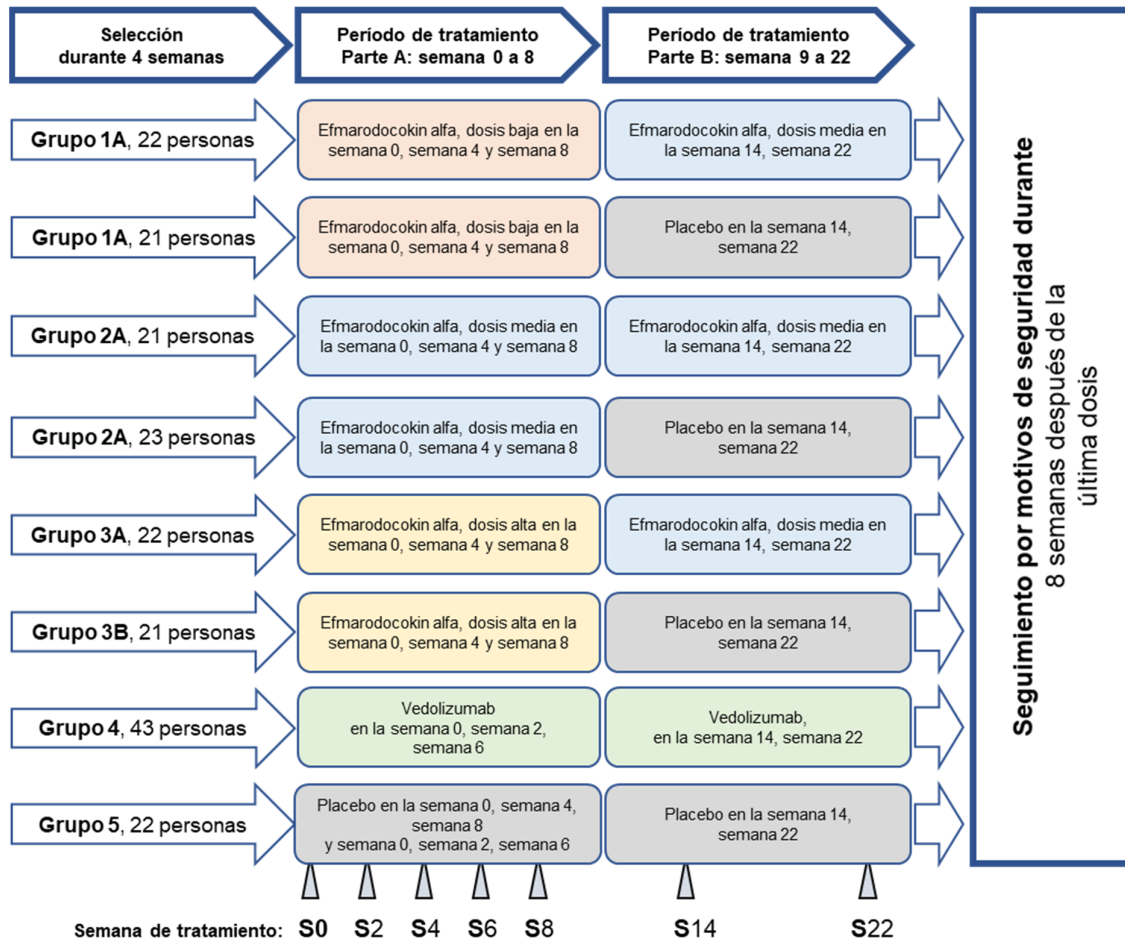 Selección
durante 4 semanas
Período de tratamiento
Parte A: semana 0 a 8
Período de tratamiento
Parte B: semana 9 a 22
Grupo 1A, 22 personas
Efmarodocokin alfa, dosis baja en la
semana 0, semana 4 y semana 8
Efmarodocokin alfa, dosis media en
la semana 14, semana 22
Grupo 1A, 21 personas
Efmarodocokin alfa, dosis baja en la
semana 0, semana 4 y semana 8
Placebo en la semana 14,
semana 22
Grupo 2A, 21 personas
Efmarodocokin alfa, dosis media en
la semana 0, semana 4 y semana 8
Efmarodocokin alfa, dosis media en
la semana 14, semana 22
Grupo 2A, 23 personas
Efmarodocokin alfa, dosis media en
la semana 0, semana 4 y semana 8
Placebo en la semana 14,
semana 22
Grupo 3A, 22 personas
Efmarodocokin alfa, dosis alta en la
semana 0, semana 4 y semana 8
Efmarodocokin alfa, dosis media en
la semana 14, semana 22
Grupo 3B, 21 personas
Efmarodocokin alfa, dosis alta en la
semana 0, semana 4 y semana 8
Placebo en la semana 14,
semana 22
Grupo 4, 43 personas
Vedolizumab
en la semana 0, semana 2,
semana 6
Vedolizumab,
en la semana 14, semana 22
Grupo 5, 22 personas
Placebo en la semana 0, semana 4,
semana 8
y semana 0, semana 2, semana 6
Placebo en la semana 14,
semana 22
Seguimiento por motivos de seguridad durante
8 semanas después de la
última dosis
Semana de tratamiento: S0 S2 S4 S6 S8 S14 S22